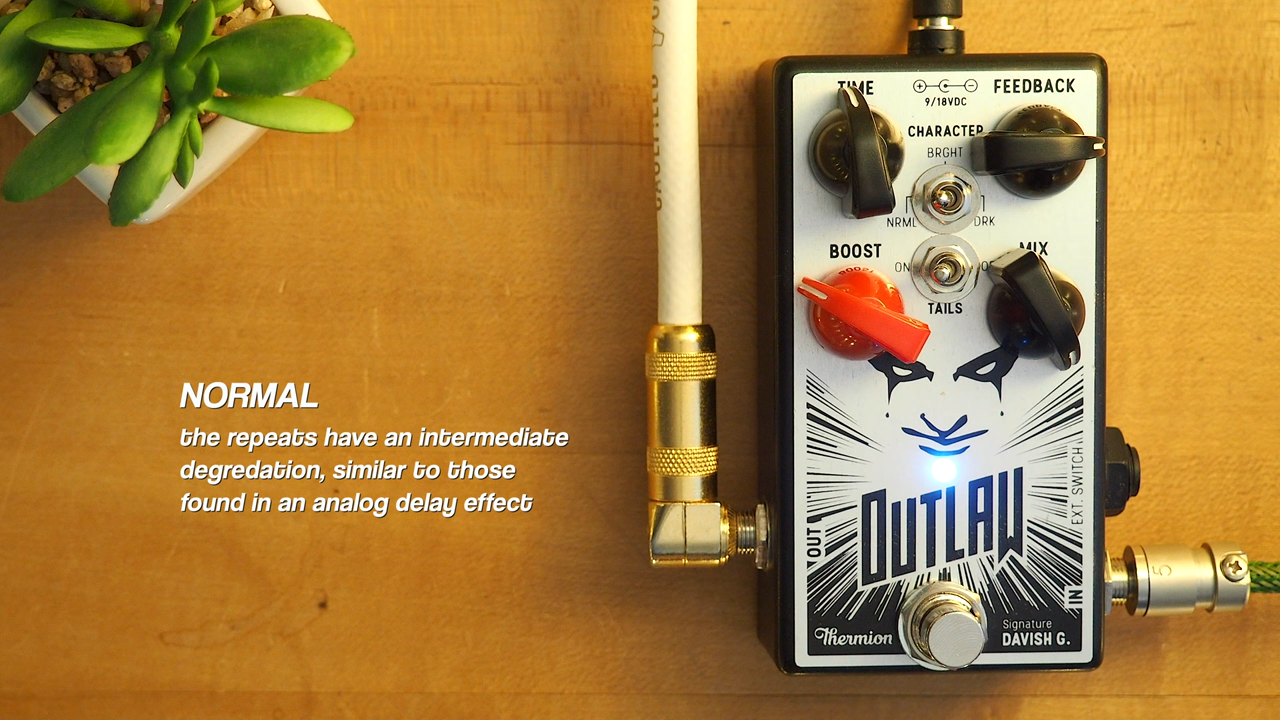 NORMAL
the repeats have an intermediate
degredation, similar to those
found in an analog delay effect
TIME
FEEDBACK
9/18VDC
CHARACTER
BRGHT
NRML
DRK
BOOST
MIX
ON
TAILS
EXT. SWITCH
OUT
OUTLAW
IN
Thermion
Signature
DAVISH G.
5